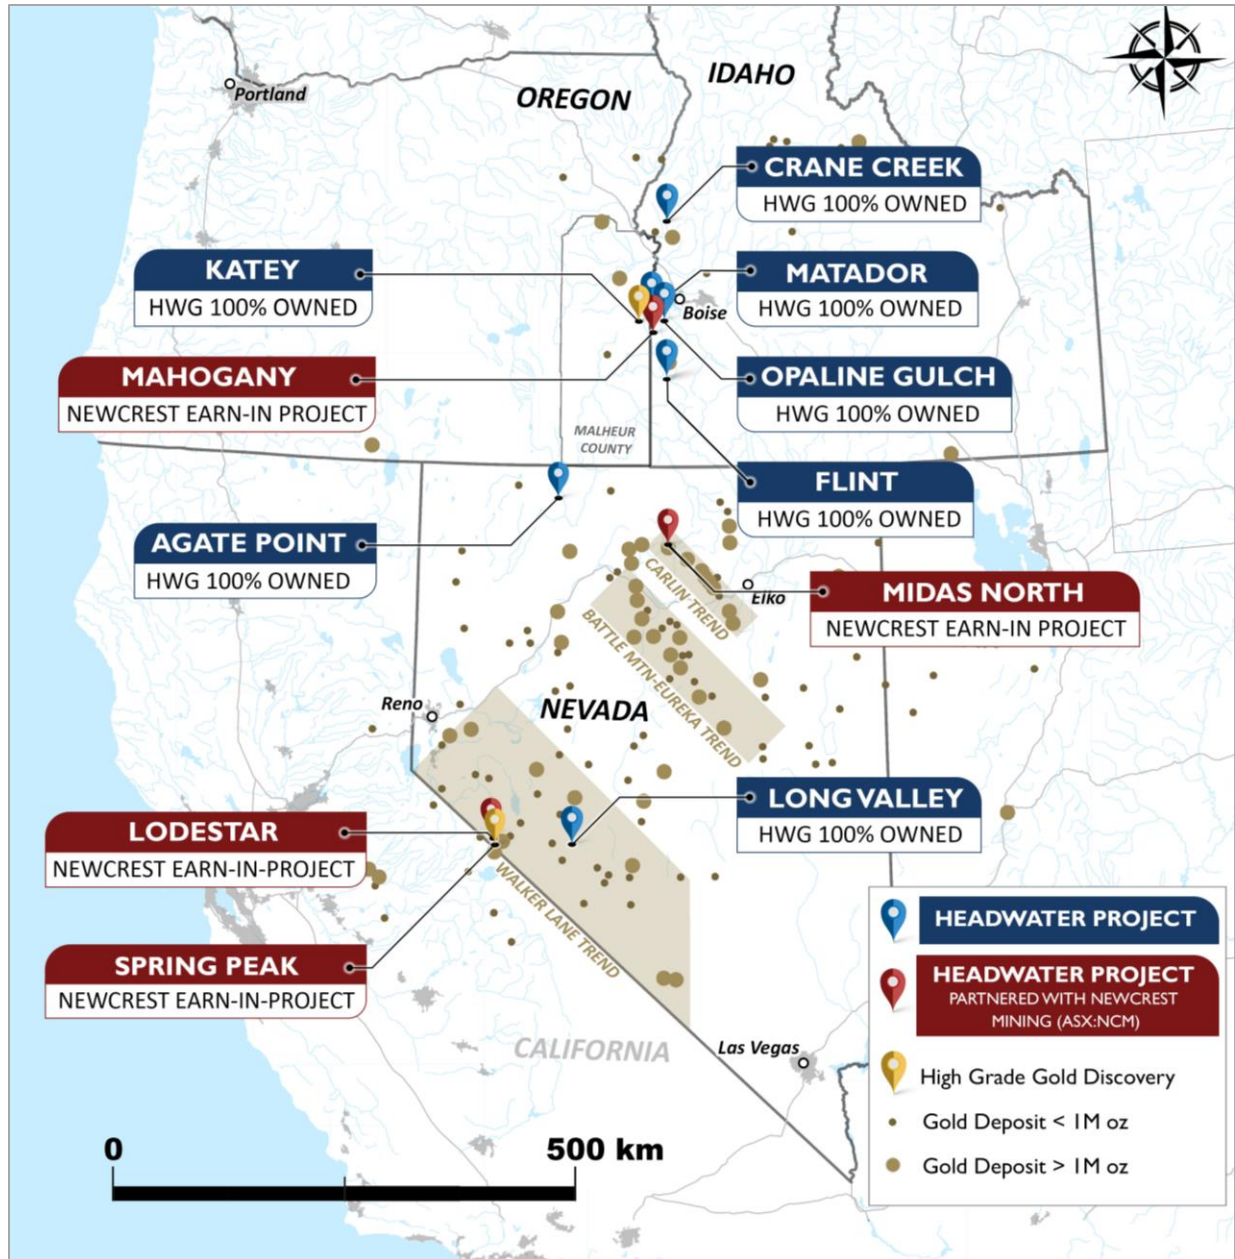 IDAHO
OREGON
Portland
CRANE CREEK
HWG 100% OWNED
KATEY
HWG 100% OWNED
MATADOR
HWG 100% OWNED
Boise
MAHOGANY
NEWCREST EARN-IN PROJECT
OPALINE GULCH
HWG 100% OWNED
MALHEUR
COUNTY
FLINT
HWG 100% OWNED
AGATE POINT
HWG 100% OWNED
CARLIN-TREND
Elko
MIDAS NORTH
NEWCREST EARN-IN PROJECT
BATTLE MTN-EUREKA TREND
Reno
NEVADA
LONG VALLEY
HWG 100% OWNED
LODESTAR
NEWCREST EARN-IN-PROJECT
WALKER LANE TREND
SPRING PEAK
NEWCREST EARN-IN-PROJECT
CALIFORNIA
Las Vegas
HEADWATER PROJECT
HEADWATER PROJECT
PARTNERED WITH NEWCREST
MINING (ASX:NCM)
High Grade Gold Discovery
Gold Deposit < 1M oz
Gold Deposit > 1M oz
0 500 km